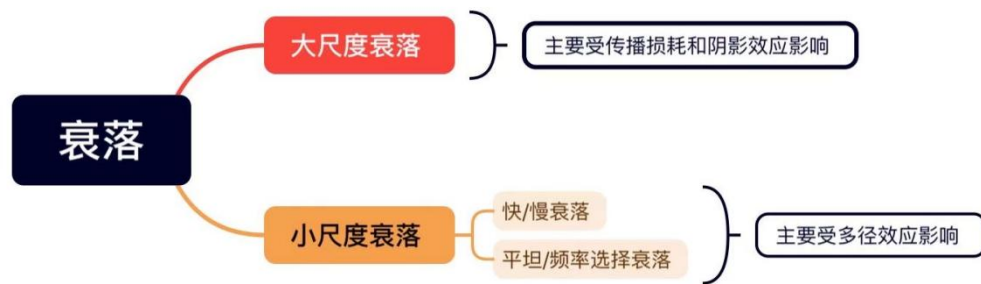 衰落
大尺度衰落
主要受传播损耗和阴影效应影响
小尺度衰落
快/慢衰落
平坦/频率选择衰落
主要受多径效应影响